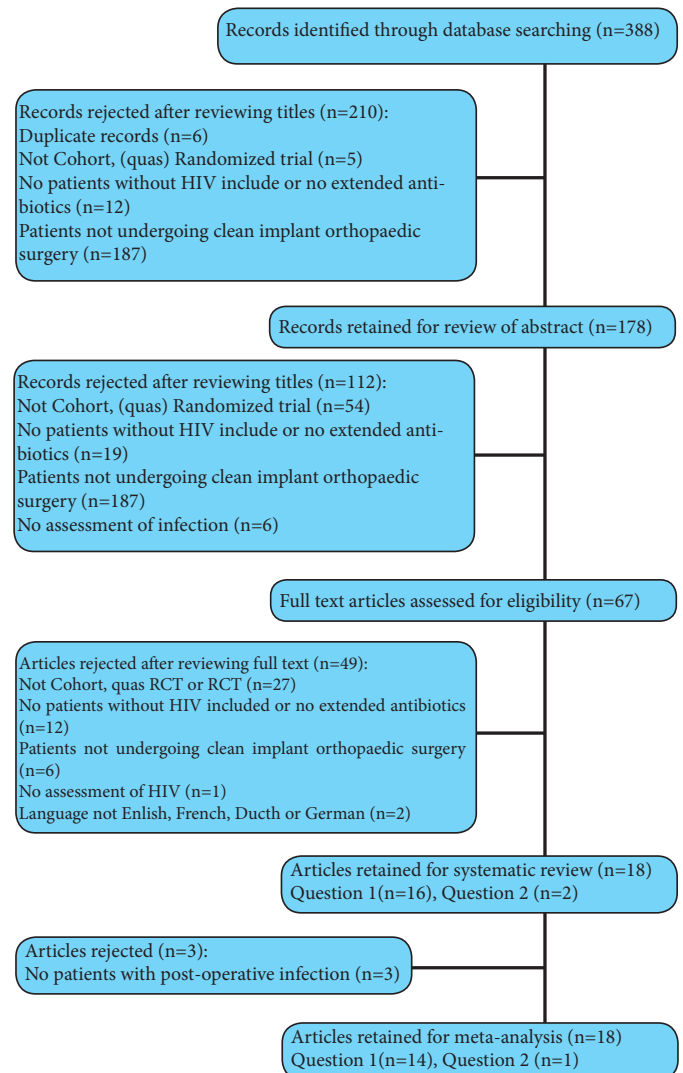 Records identified through database searching (n=388)
Records rejected after reviewing titles (n=210):
Duplicate records (n=6)
Not Cohort, (quas) Randomized trial (n=5)
No patients without HIV include or no extended anti-
biotics (n=12)
Patients not undergoing clean implant orthopaedic
surgery (n=187)
Records retained for review of abstract (n=178)
Records rejected after reviewing titles (n=112):
Not Cohort, (quas) Randomized trial (n=54)
No patients without HIV include or no extended anti-
biotics (n=19)
Patients not undergoing clean implant orthopaedic
surgery (n=187)
No assessment of infection (n=6)
Full text articles assessed for eligibility (n=67)
Articles rejected after reviewing full text (n=49):
Not Cohort, quas RCT or RCT (n=27)
No patients without HIV included or no extended antibiotics
(n=12)
Patients not undergoing clean implant orthopaedic surgery
(n=6)
No assessment of HIV (n=1)
Language not Enlish, French, Ducth or German (n=2)
Articles retained for systematic review (n=18)
Question 1(n=16), Question 2 (n=2)
Articles rejected (n=3):
No patients with post-operative infection (n=3)
Articles retained for meta-analysis (n=18)
Question 1(n=14), Question 2 (n=1)